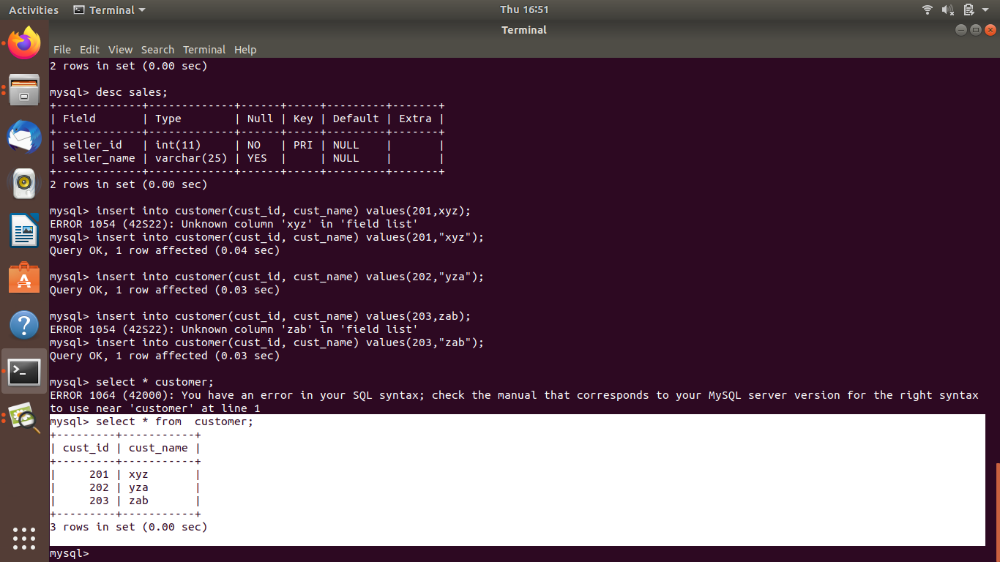 Activities Terminal Thu 16:51
Terminal
File Edit View Search Terminal Help
2 rows in set (0.00 sec)
mysql> desc sales;
+-------------+-------------+------+-----+---------+-------+
| Field       | Type        | Null | Key | Default | Extra |
+-------------+-------------+------+-----+---------+-------+
| seller_id   | int(11)     | NO   | PRI | NULL    |       |
| seller_name | varchar(25) | YES  |     | NULL    |       |
+-------------+-------------+------+-----+---------+-------+
2 rows in set (0.00 sec)
mysql> insert into customer(cust_id, cust_name) values(201,xyz);
ERROR 1054 (42S22): Unknown column 'xyz' in 'field list'
mysql> insert into customer(cust_id, cust_name) values(201,"xyz");
Query OK, 1 row affected (0.04 sec)
mysql> insert into customer(cust_id, cust_name) values(202,"yza");
Query OK, 1 row affected (0.03 sec)
mysql> insert into customer(cust_id, cust_name) values(203,zab);
ERROR 1054 (42S22): Unknown column 'zab' in 'field list'
mysql> insert into customer(cust_id, cust_name) values(203,"zab");
Query OK, 1 row affected (0.03 sec)
mysql> select * customer;
ERROR 1064 (42000): You have an error in your SQL syntax; check the manual that corresponds to your MySQL server version for the right syntax
to use near 'customer' at line 1
mysql> select * from  customer;
+---------+-----------+
| cust_id | cust_name |
+---------+-----------+
|     201 | xyz       |
|     202 | yza       |
|     203 | zab       |
+---------+-----------+
3 rows in set (0.00 sec)
mysql>